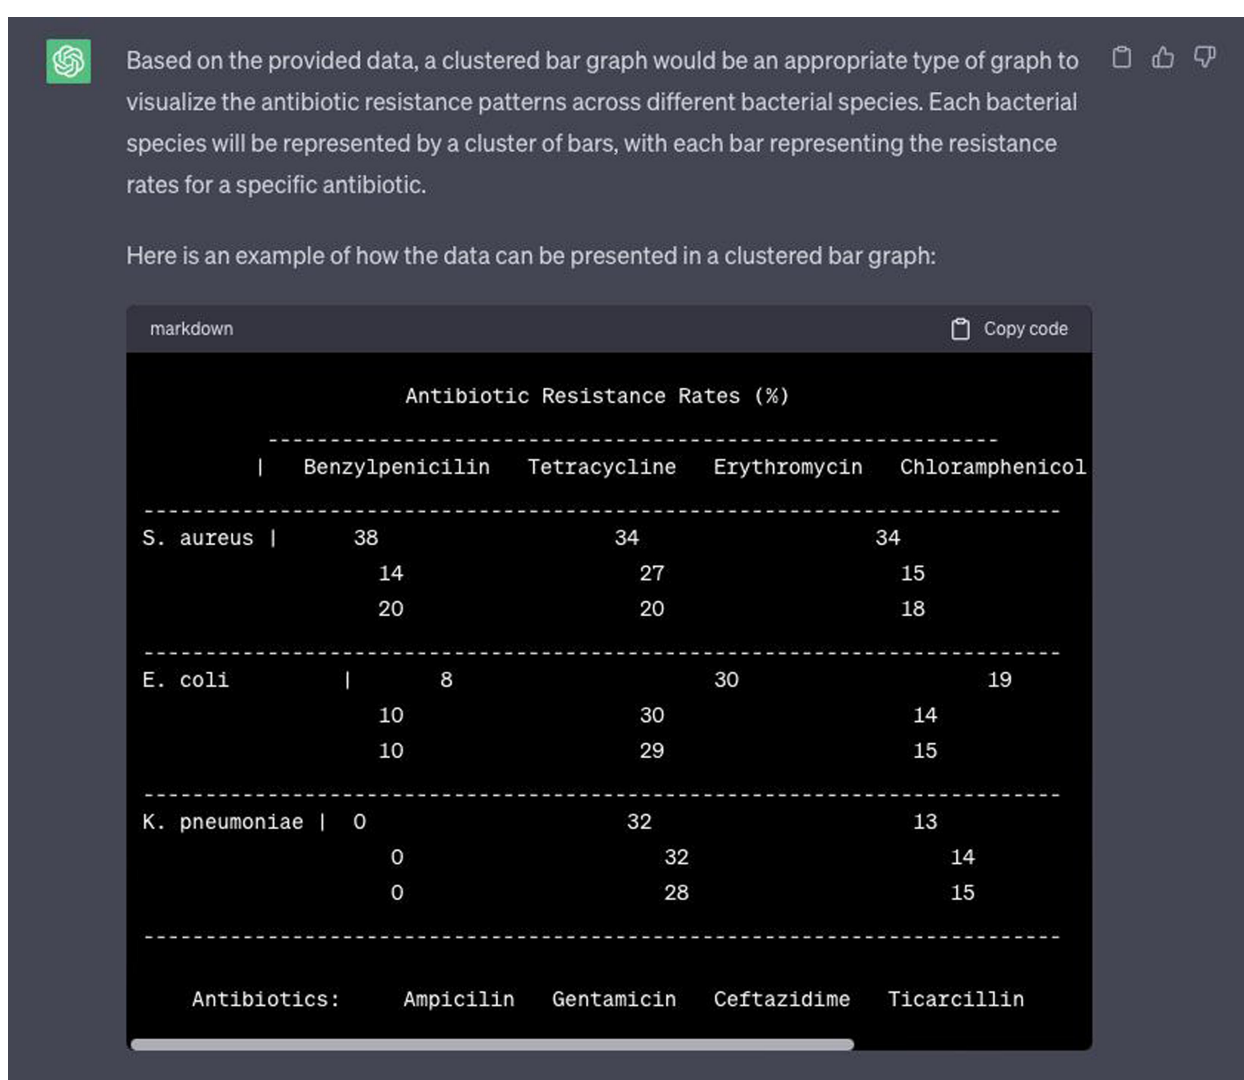 Based on the provided data, a clustered bar graph would be an appropriate type of graph to
visualize the antibiotic resistance patterns across different bacterial species. Each bacterial
species will be represented by a cluster of bars, with each bar representing the resistance
rates for a specific antibiotic.
Here is an example of how the data can be presented in a clustered bar graph:
markdown Copy code
Antibiotic Resistance Rates (%)
-----------------------------------------------------------
| Benzylpenicilin Tetracycline Erythromycin Chloramphenicol
--------------------------------------------------------------------------
S. aureus | 38 34 34
14 27 15
20 20 18
--------------------------------------------------------------------------
E. coli | 8 30 19
10 30 14
10 29 15
--------------------------------------------------------------------------
K. pneumoniae | 0 32 13
0 32 14
0 28 15
--------------------------------------------------------------------------
Antibiotics: Ampicilin Gentamicin Ceftazidime Ticarcillin